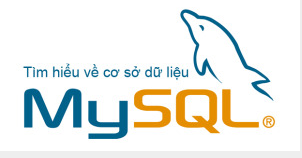 Tìm hiểu về cơ sở dữ liệu
MySQL®